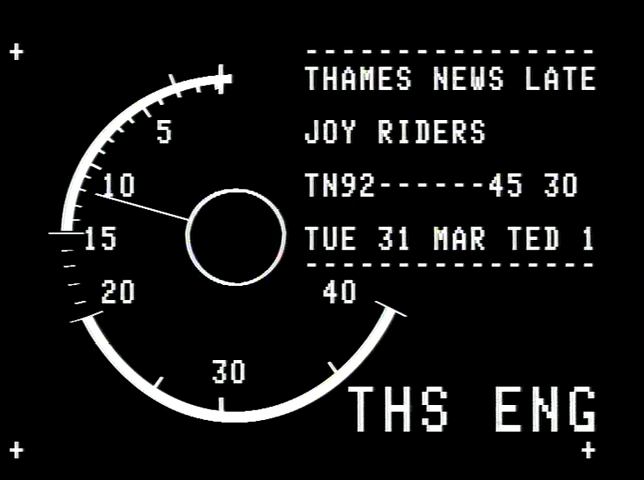 ----------------
THAMES NEWS LATE
JOY RIDERS
TN92------45 30
TUE 31 MAR TED 1
----------------
5
10
15
20
30
40
THS ENG